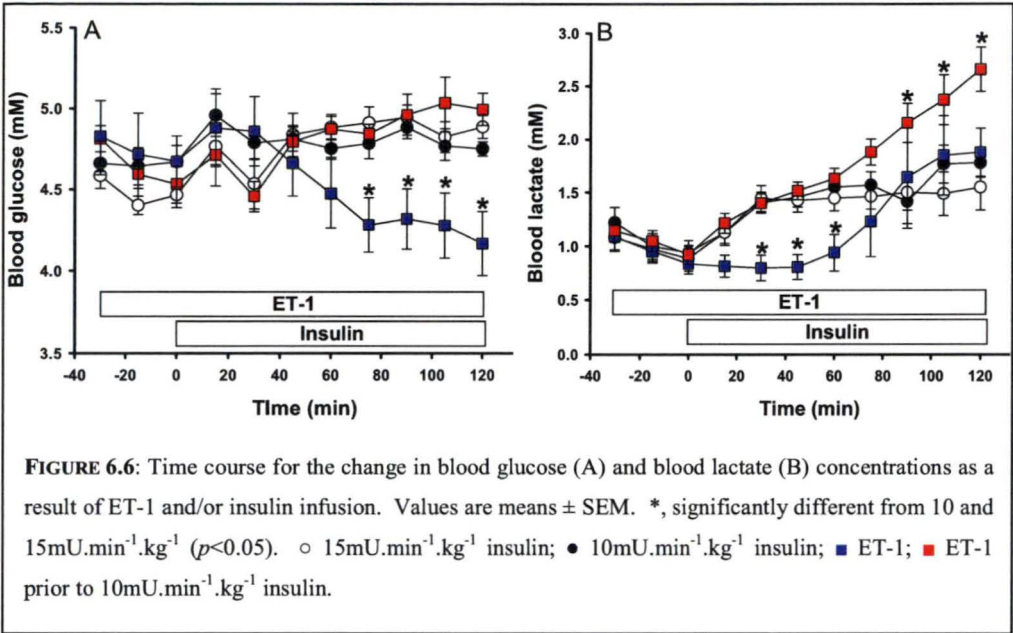 A
B
5.5
5.0
4.5
4.0
3.5
Blood glucose (mM)
ET-1
Insulin
-40 -20 0 20 40 60 80 100 120
TIme (min)
3.0
2.5
2.0
1.5
1.0
0.5
0.0
Blood lactate (mM)
* * * *
* * * * * *
ET-1
Insulin
-40 -20 0 20 40 60 80 100 120
Time (min)
FIGURE 6.6: Time course for the change in blood glucose (A) and blood lactate (B) concentrations as a
result of ET-1 and/or insulin infusion. Values are means ± SEM. *, significantly different from 10 and
15mU.min⁻¹.kg⁻¹ (p<0.05). ○ 15mU.min⁻¹.kg⁻¹ insulin; ● 10mU.min⁻¹.kg⁻¹ insulin; ■ ET-1; ■ ET-1
prior to 10mU.min⁻¹.kg⁻¹ insulin.